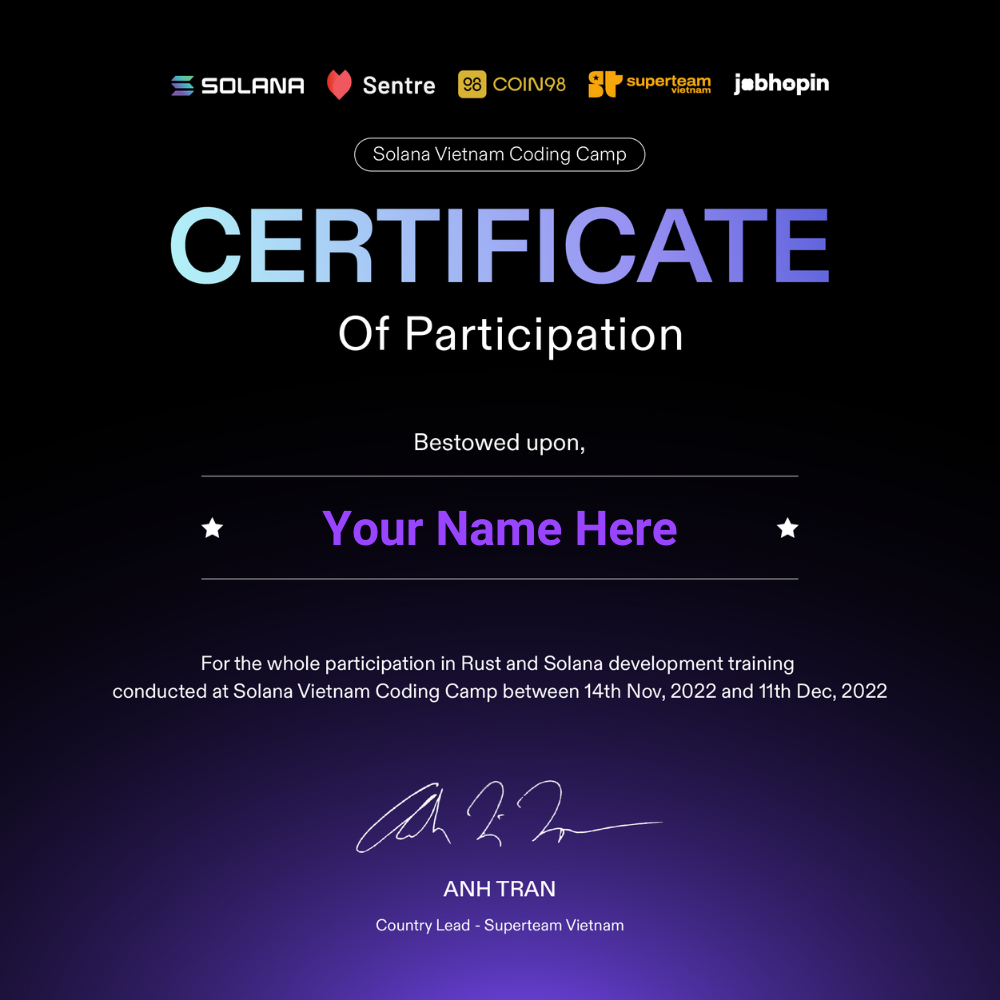 SOLANA Sentre 98 COIN98 ST superteam vietnam jobhopin
Solana Vietnam Coding Camp
CERTIFICATE
Of Participation
Bestowed upon,
Your Name Here
For the whole participation in Rust and Solana development training
conducted at Solana Vietnam Coding Camp between 14th Nov, 2022 and 11th Dec, 2022
ANH TRAN
Country Lead - Superteam Vietnam